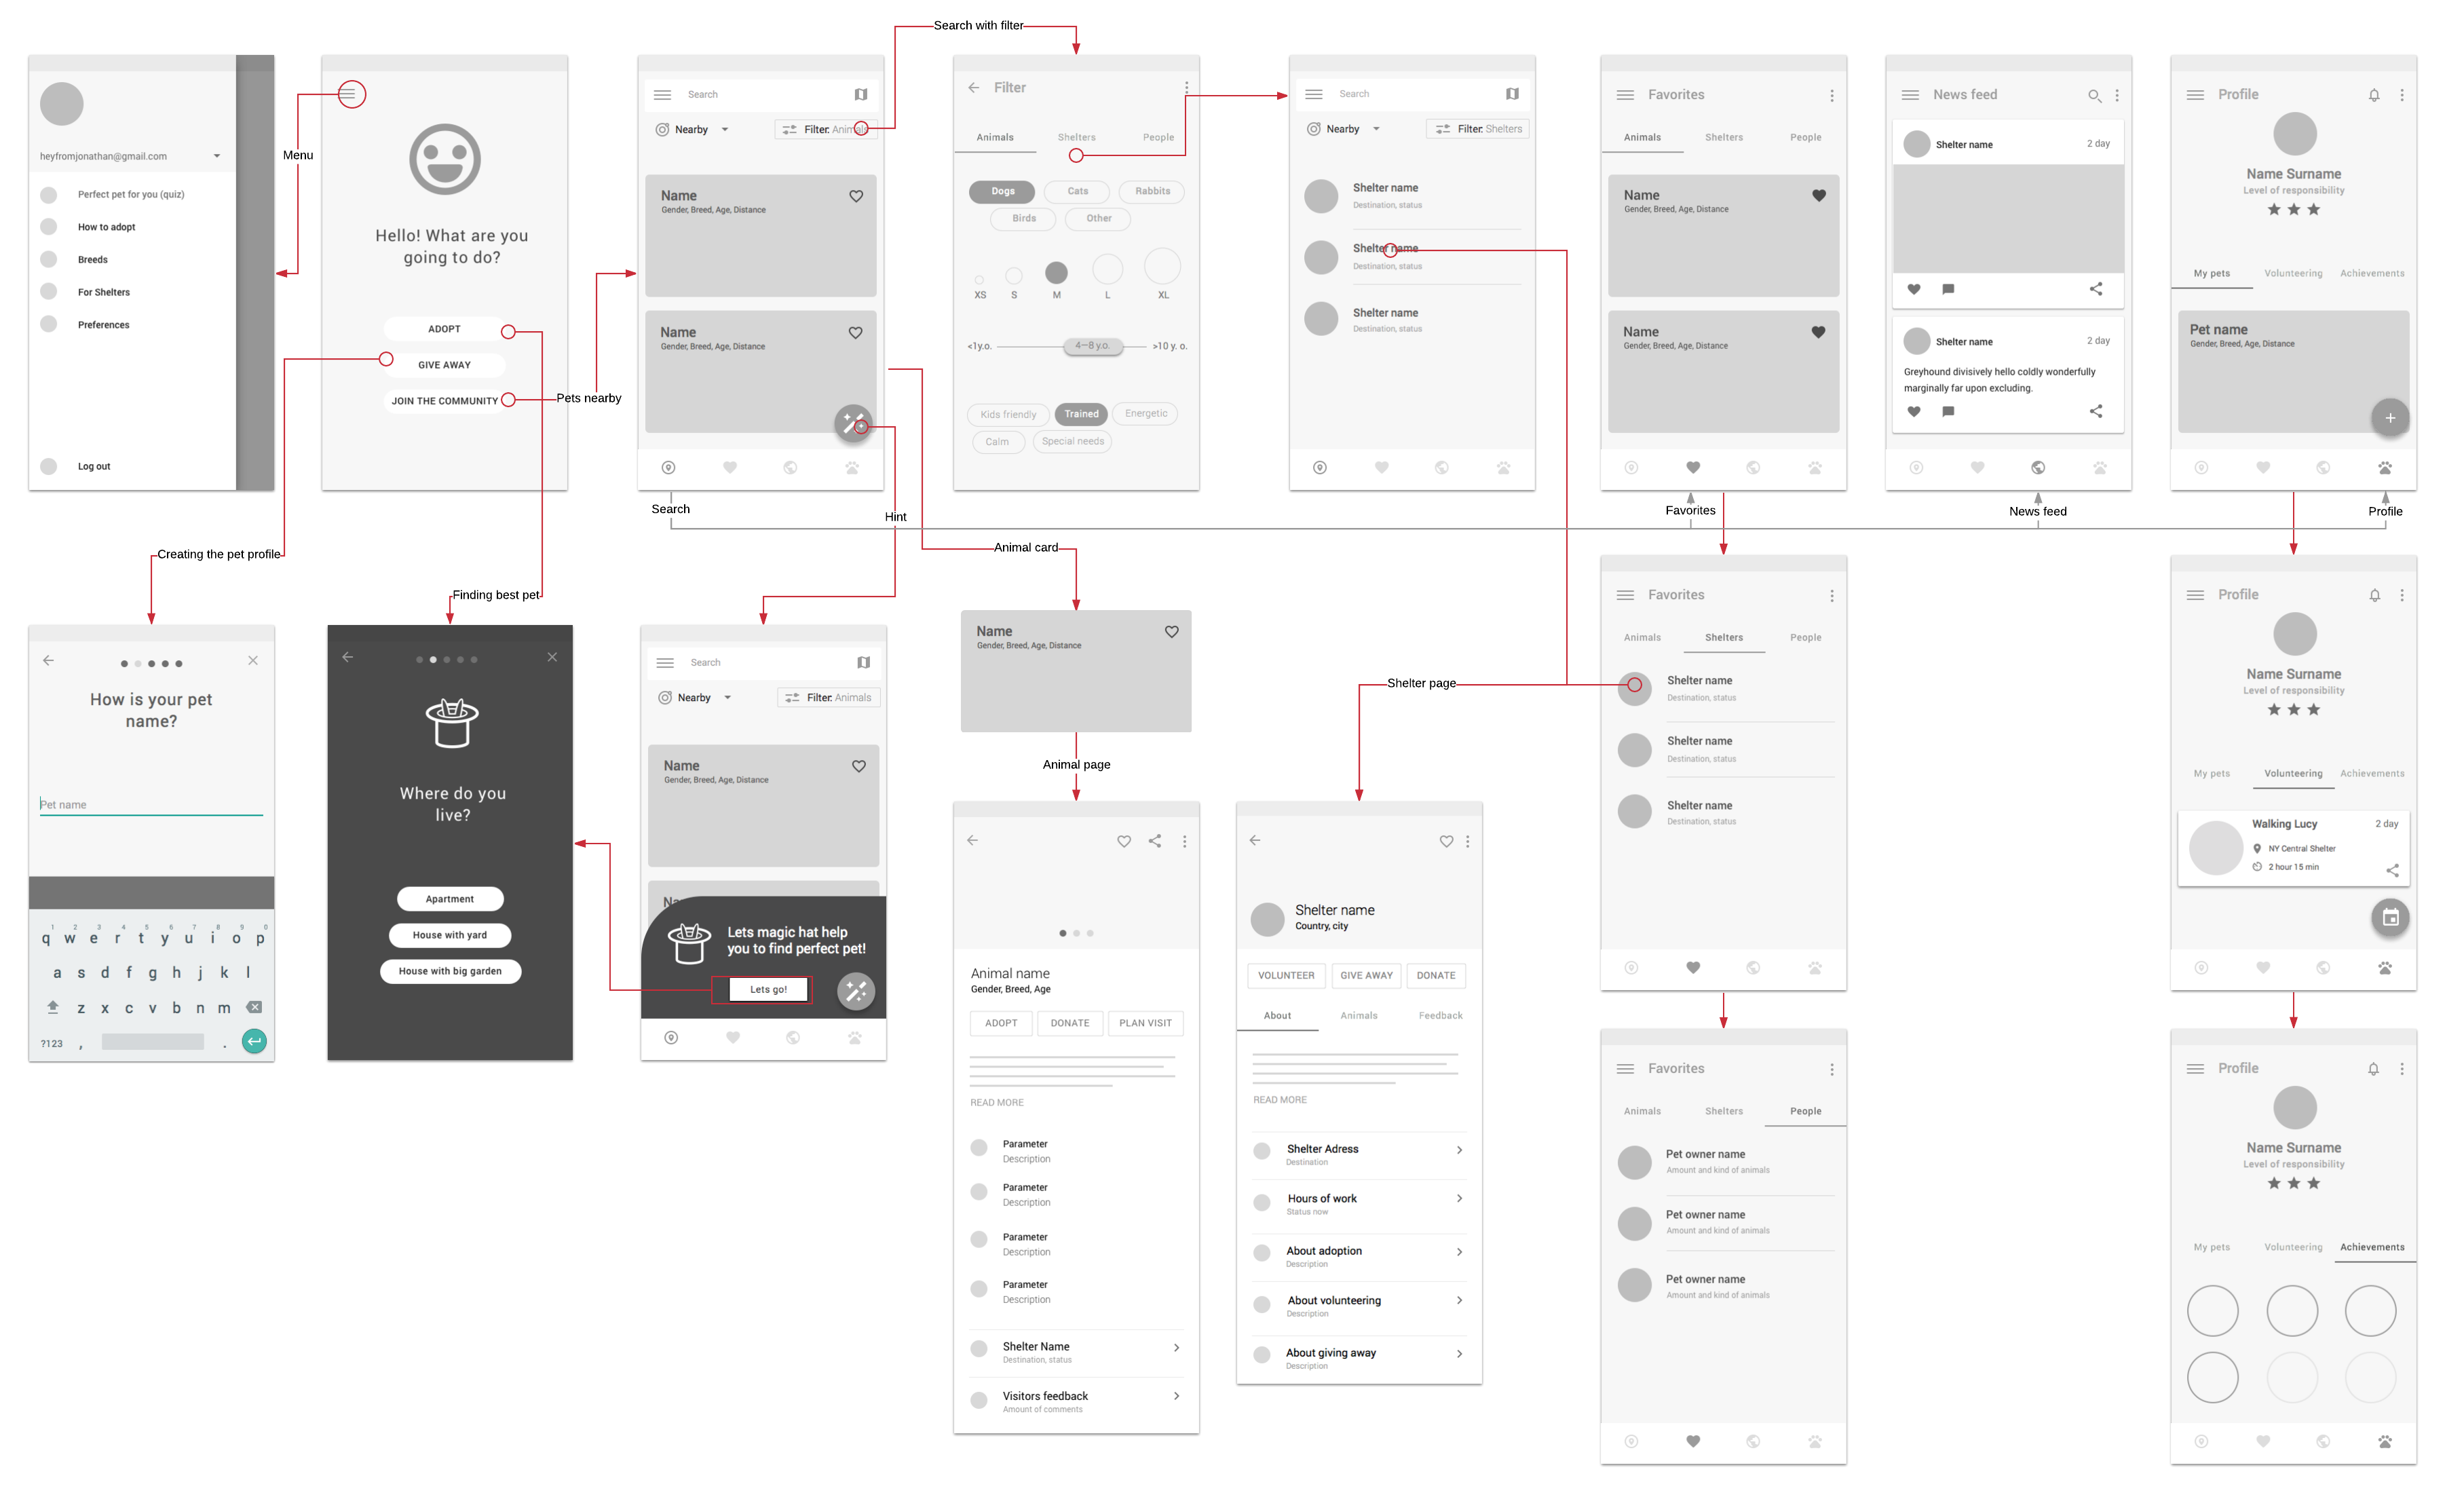 Search with filter
Menu
heyfromjonathan@gmail.com
Perfect pet for you (quiz)
How to adopt
Breeds
For Shelters
Preferences
Log out
Hello! What are you
going to do?
ADOPT
GIVE AWAY
JOIN THE COMMUNITY
Pets nearby
Search
Nearby
Filter: Animals
Name
Gender, Breed, Age, Distance
Name
Gender, Breed, Age, Distance
Filter
Animals
Shelters
People
Dogs
Cats
Rabbits
Birds
Other
XS
S
M
L
XL
<1y.o.
4—8 y.o.
>10 y. o.
Kids friendly
Trained
Energetic
Calm
Special needs
Search
Nearby
Filter: Shelters
Shelter name
Destination, status
Shelter name
Destination, status
Shelter name
Destination, status
Favorites
Animals
Shelters
People
Name
Gender, Breed, Age, Distance
Name
Gender, Breed, Age, Distance
News feed
Shelter name
2 day
Shelter name
2 day
Greyhound divisively hello coldly wonderfully
marginally far upon excluding.
Profile
Name Surname
Level of responsibility
My pets
Volunteering
Achievements
Pet name
Gender, Breed, Age, Distance
+
Search
Hint
Favorites
News feed
Profile
Creating the pet profile
Finding best pet
Animal card
How is your pet
name?
Pet name
1 2 3 4 5 6 7 8 9 0
q w e r t y u i o p
a s d f g h j k l
z x c v b n m
?123 , .
Where do you
live?
Apartment
House with yard
House with big garden
Search
Nearby
Filter: Animals
Name
Gender, Breed, Age, Distance
Na
Lets magic hat help
you to find perfect pet!
Lets go!
Name
Gender, Breed, Age, Distance
Animal page
Animal name
Gender, Breed, Age
ADOPT
DONATE
PLAN VISIT
READ MORE
Parameter
Description
Parameter
Description
Parameter
Description
Parameter
Description
Shelter Name
Destination, status
Visitors feedback
Amount of comments
Shelter page
Shelter name
Country, city
VOLUNTEER
GIVE AWAY
DONATE
About
Animals
Feedback
READ MORE
Shelter Adress
Destination
Hours of work
Status now
About adoption
Description
About volunteering
Description
About giving away
Description
Favorites
Animals
Shelters
People
Shelter name
Destination, status
Shelter name
Destination, status
Shelter name
Destination, status
Favorites
Animals
Shelters
People
Pet owner name
Amount and kind of animals
Pet owner name
Amount and kind of animals
Pet owner name
Amount and kind of animals
Profile
Name Surname
Level of responsibility
My pets
Volunteering
Achievements
Walking Lucy
2 day
NY Central Shelter
2 hour 15 min
Profile
Name Surname
Level of responsibility
My pets
Volunteering
Achievements